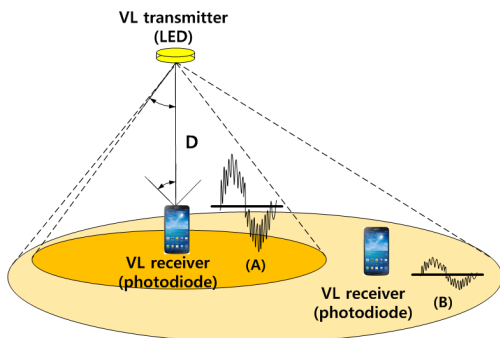 VL transmitter
(LED)
D
VL receiver
(photodiode)
(A)
VL receiver
(photodiode)
(B)